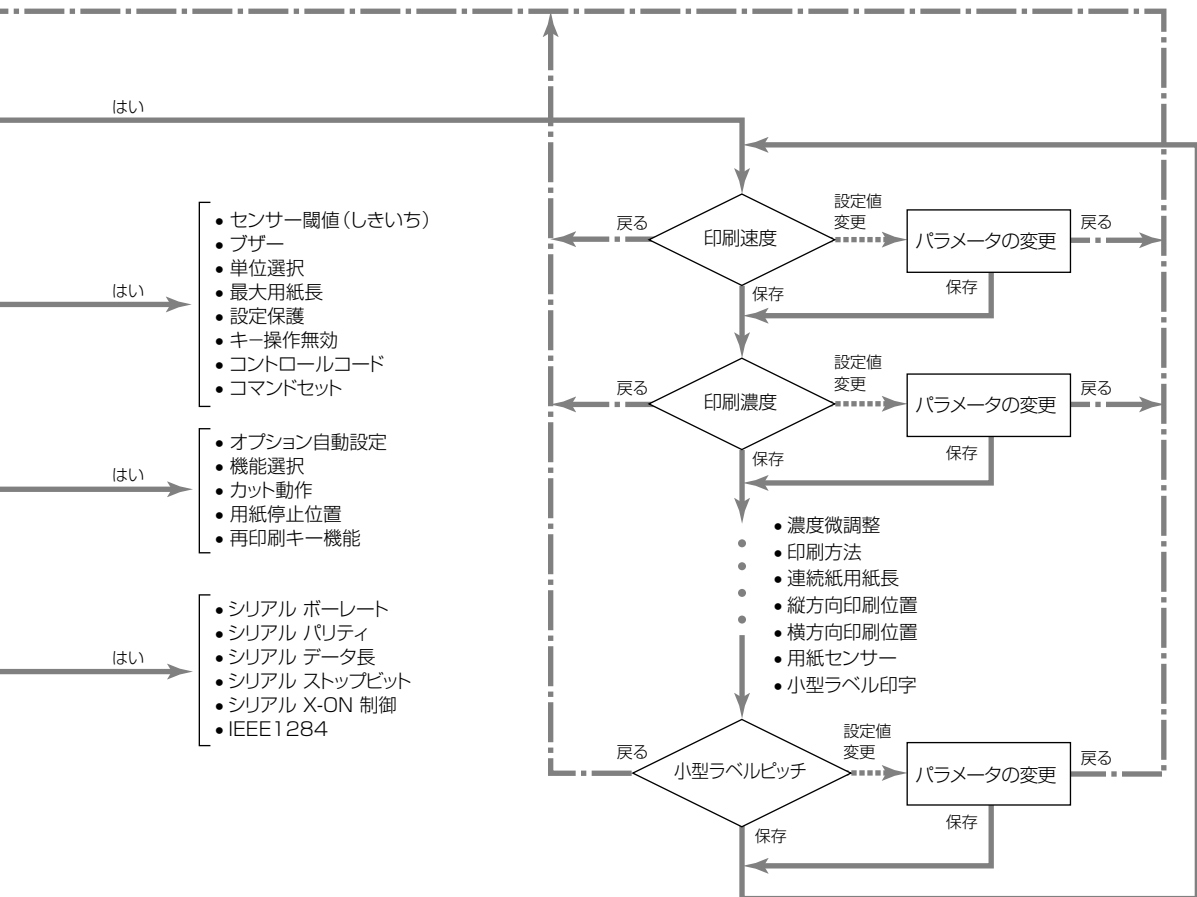 はい
はい
• センサー閾値（しきいち）
• ブザー
• 単位選択
• 最大用紙長
• 設定保護
• キー操作無効
• コントロールコード
• コマンドセット
はい
• オプション自動設定
• 機能選択
• カット動作
• 用紙停止位置
• 再印刷キー機能
はい
• シリアル ボーレート
• シリアル パリティ
• シリアル データ長
• シリアル ストップビット
• シリアル X-ON 制御
• IEEE1284
戻る
印刷速度
設定値
変更
パラメータの変更
戻る
保存
保存
戻る
印刷濃度
設定値
変更
パラメータの変更
戻る
保存
保存
• 濃度微調整
• 印刷方法
• 連続紙用紙長
• 縦方向印刷位置
• 横方向印刷位置
• 用紙センサー
• 小型ラベル印字
戻る
小型ラベルピッチ
設定値
変更
パラメータの変更
戻る
保存
保存